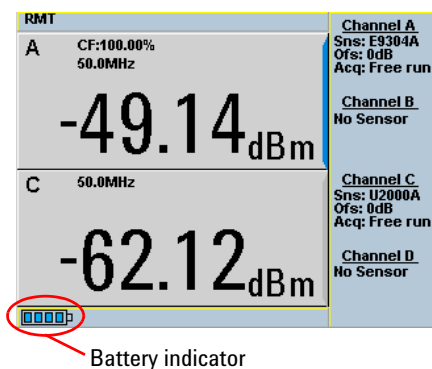 RMT
A CF:100.00%
50.0MHz
-49.14dBm
C 50.0MHz
-62.12dBm
Channel A
Sns: E9304A
Ofs: 0dB
Acq: Free run
Channel B
No Sensor
Channel C
Sns: U2000A
Ofs: 0dB
Acq: Free run
Channel D
No Sensor
Battery indicator